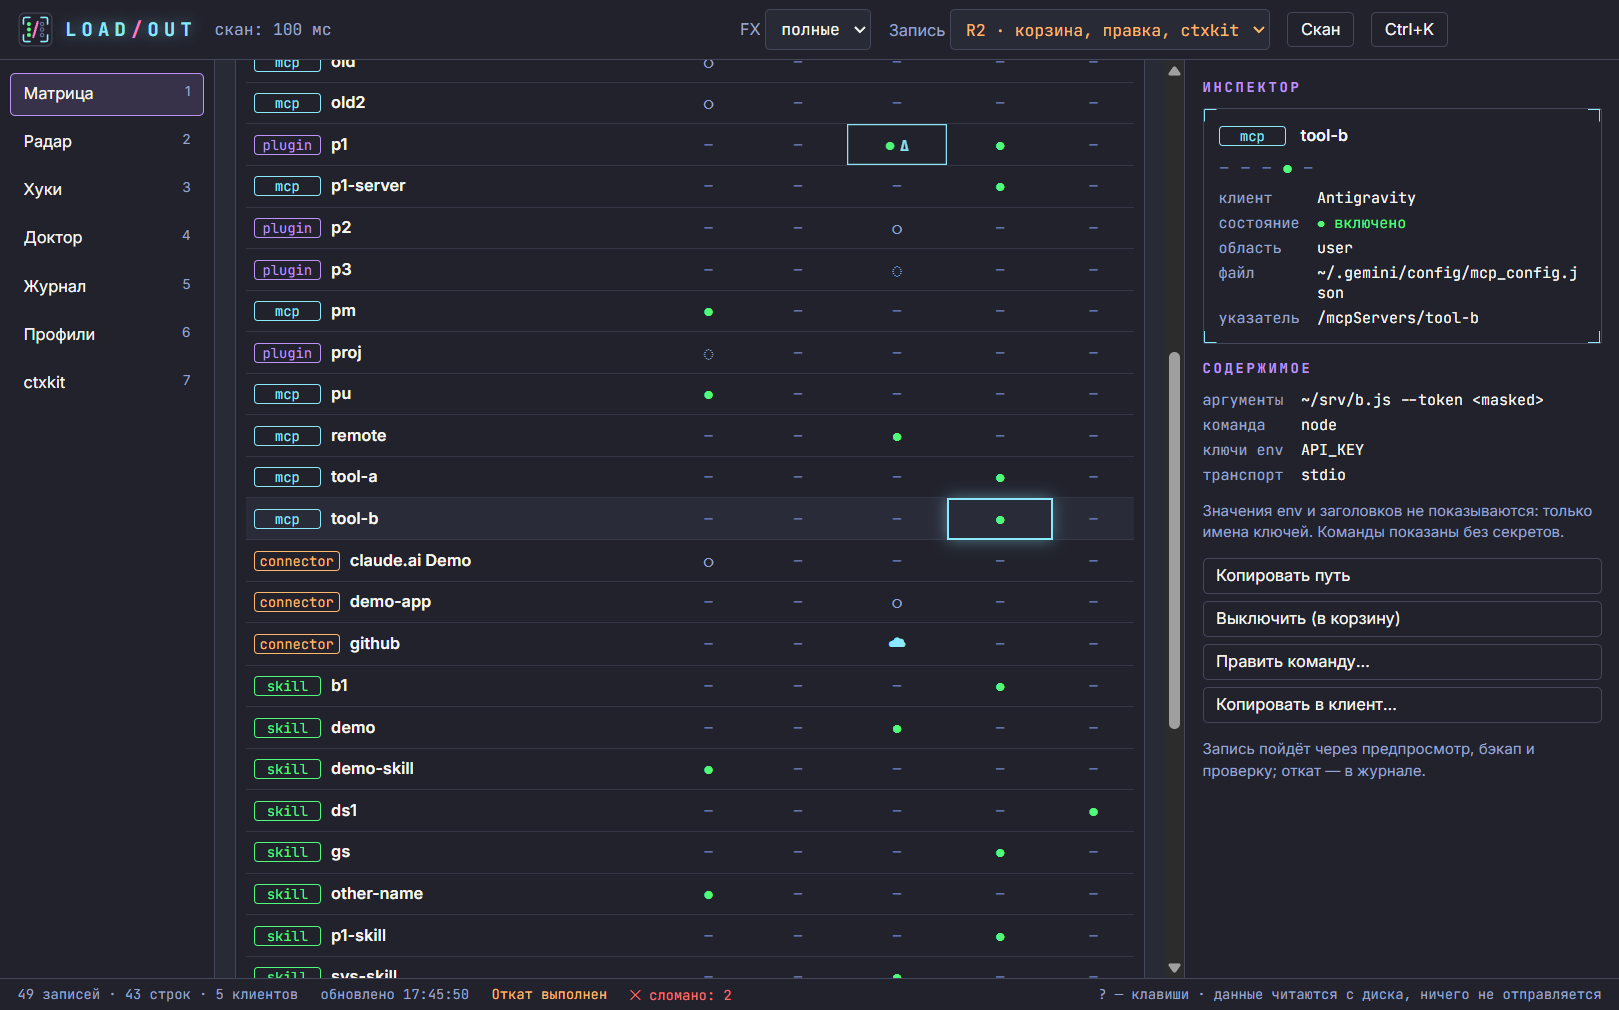 LOAD/OUT скан: 100 мс FX полные Запись R2 · корзина, правка, ctxkit Скан Ctrl+K
Матрица 1
Радар 2
Хуки 3
Доктор 4
Журнал 5
Профили 6
ctxkit 7
mcp old ○ — — — —
mcp old2 ○ — — — —
plugin p1 — — ● Δ ● —
mcp p1-server — — — ● —
plugin p2 — — ○ — —
plugin p3 — — ◌ — —
mcp pm ● — — — —
plugin proj ◌ — — — —
mcp pu ● — — — —
mcp remote — — ● — —
mcp tool-a — — — ● —
mcp tool-b — — — ● —
connector claude.ai Demo ○ — — — —
connector demo-app — — ○ — —
connector github — — ☁ — —
skill b1 — — — ● —
skill demo — — ● — —
skill demo-skill ● — — — —
skill ds1 — — — — ●
skill gs — — — ● —
skill other-name ● — — — —
skill p1-skill — — — ● —
skill sys-skill — — ● — —
ИНСПЕКТОР
mcp tool-b
— — — ● —
клиент Antigravity
состояние ● включено
область user
файл ~/.gemini/config/mcp_config.j
son
указатель /mcpServers/tool-b
СОДЕРЖИМОЕ
аргументы ~/srv/b.js --token <masked>
команда node
ключи env API_KEY
транспорт stdio
Значения env и заголовков не показываются: только
имена ключей. Команды показаны без секретов.
Копировать путь
Выключить (в корзину)
Править команду...
Копировать в клиент...
Запись пойдёт через предпросмотр, бэкап и
проверку; откат — в журнале.
49 записей · 43 строк · 5 клиентов обновлено 17:45:50 Откат выполнен ✕ сломано: 2 ? — клавиши · данные читаются с диска, ничего не отправляется